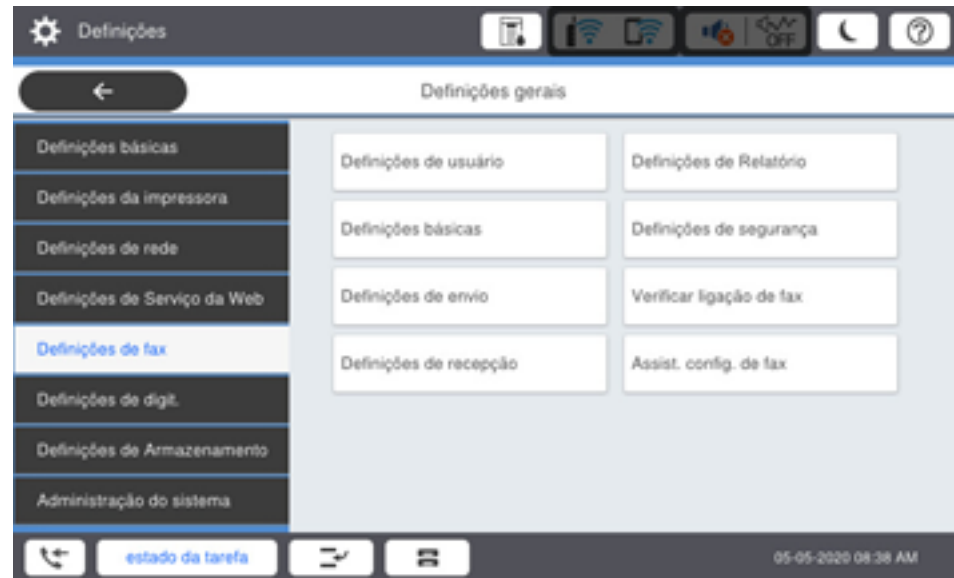 Definições
OFF
Definições gerais
Definições básicas
Definições da impressora
Definições de rede
Definições de Serviço da Web
Definições de fax
Definições de digit.
Definições de Armazenamento
Administração do sistema
Definições de usuário
Definições de Relatório
Definições básicas
Definições de segurança
Definições de envio
Verificar ligação de fax
Definições de recepção
Assist. config. de fax
estado da tarefa
05-05-2020 08:38 AM